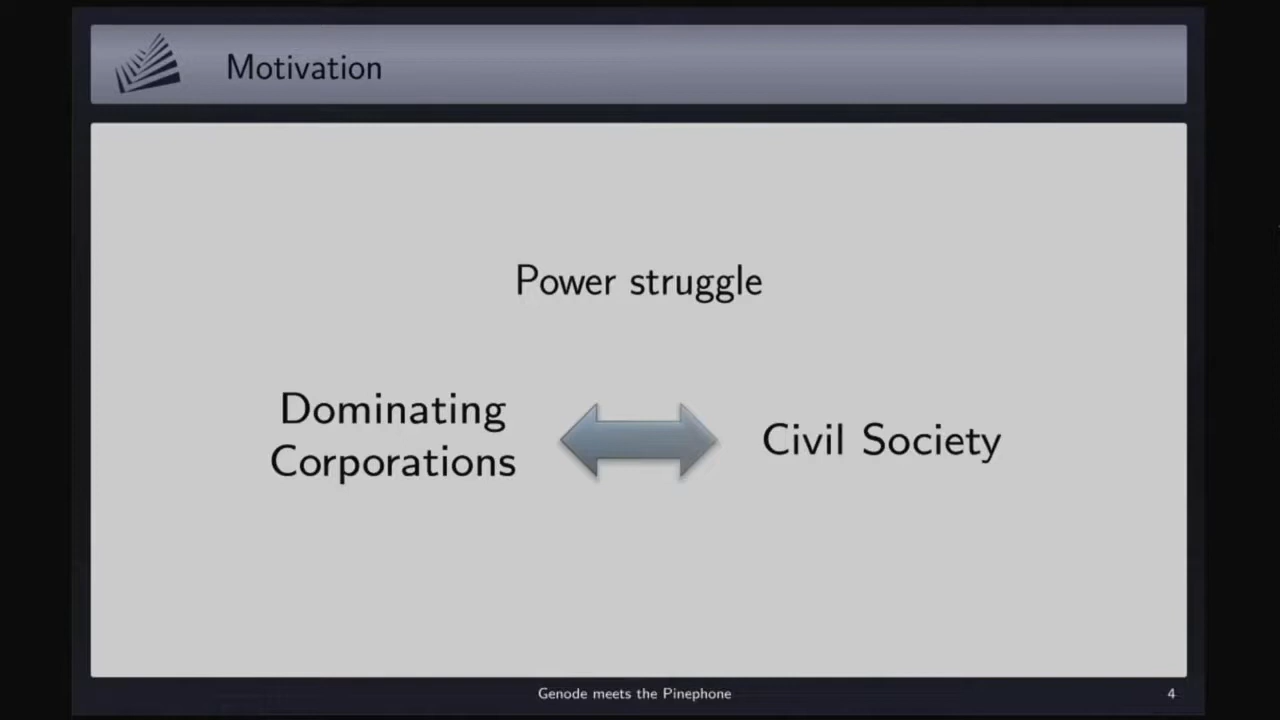 Motivation
Power struggle
Dominating
Corporations
Civil Society
Genode meets the Pinephone
4